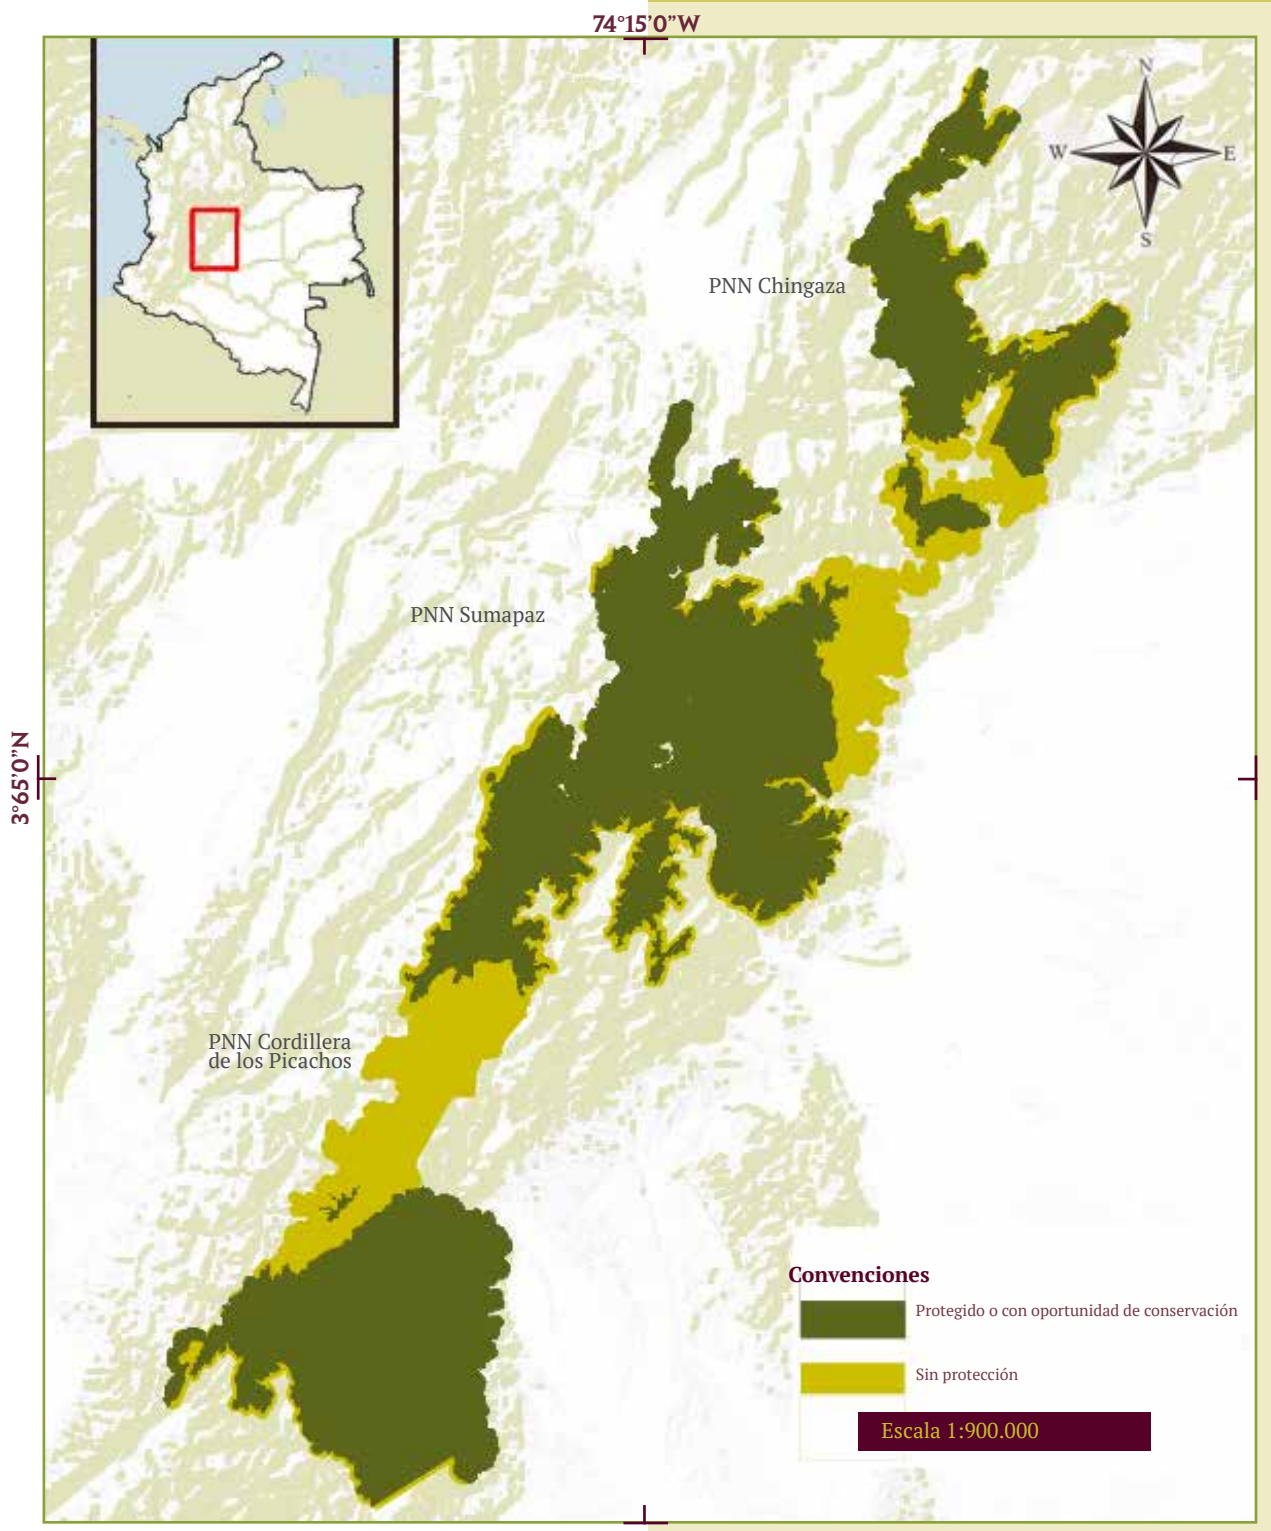 74°15'0"W
N
W
E
S
PNN Chingaza
PNN Sumapaz
3°65'0"N
PNN Cordillera
de los Picachos
Convenciones
Protegido o con oportunidad de conservación
Sin protección
Escala 1:900.000